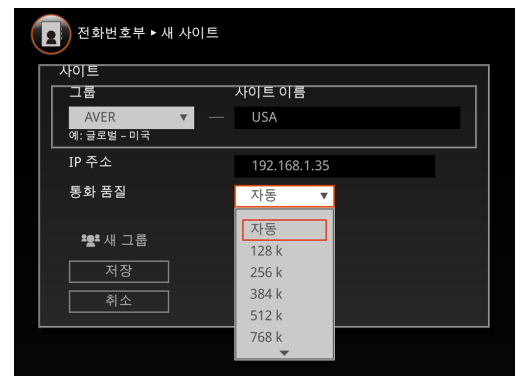 전화번호부 ▸ 새 사이트
사이트
그룹 사이트 이름
AVER ▼ — USA
예: 글로벌 – 미국
IP 주소 192.168.1.35
통화 품질 자동 ▼
자동
128 k
256 k
384 k
512 k
768 k
새 그룹
저장
취소